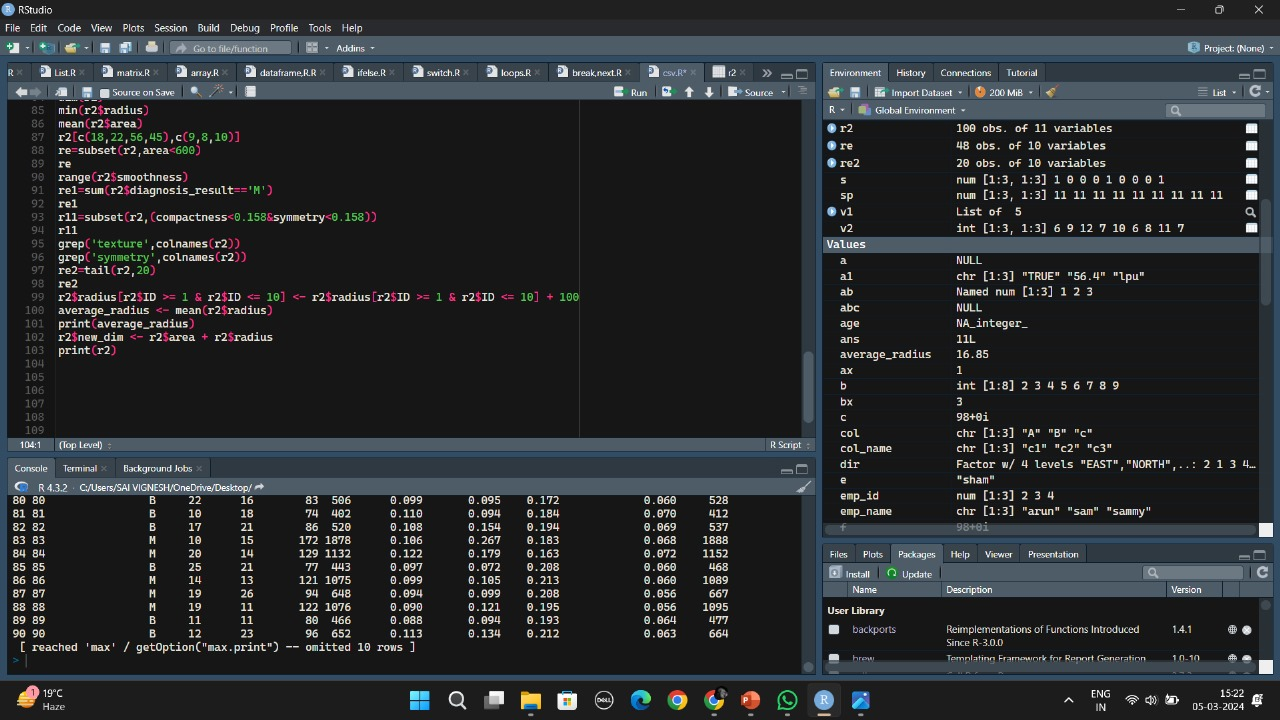 RStudio
File Edit Code View Plots Session Build Debug Profile Tools Help
Go to file/function Addins Project: (None)
R List.R matrix.R array.R dataframe,R.R ifelse.R switch.R loops.R break,next.R csv.R* r2
Source on Save Run Source
85 min(r2$radius)
86 mean(r2$area)
87 r2[c(18,22,56,45),c(9,8,10)]
88 re=subset(r2,area<600)
89 re
90 range(r2$smoothness)
91 re1=sum(r2$diagnosis_result=='M')
92 re1
93 r11=subset(r2,(compactness<0.158&symmetry<0.158))
94 r11
95 grep('texture',colnames(r2))
96 grep('symmetry',colnames(r2))
97 re2=tail(r2,20)
98 re2
99 r2$radius[r2$ID >= 1 & r2$ID <= 10] <- r2$radius[r2$ID >= 1 & r2$ID <= 10] + 100
100 average_radius <- mean(r2$radius)
101 print(average_radius)
102 r2$new_dim <- r2$area + r2$radius
103 print(r2)
104
105
106
107
108
109
104:1 (Top Level) R Script
Console Terminal Background Jobs
R 4.3.2 · C:/Users/SAI VIGNESH/OneDrive/Desktop/
80 80 B 22 16 83 506 0.099 0.095 0.172 0.060 528
81 81 B 10 18 74 402 0.110 0.094 0.184 0.070 412
82 82 B 17 21 86 520 0.108 0.154 0.194 0.069 537
83 83 M 10 15 172 1878 0.106 0.267 0.183 0.068 1888
84 84 M 20 14 129 1132 0.122 0.179 0.163 0.072 1152
85 85 B 25 21 77 443 0.097 0.072 0.208 0.060 468
86 86 M 14 13 121 1075 0.099 0.105 0.213 0.060 1089
87 87 M 19 26 94 648 0.094 0.099 0.208 0.056 667
88 88 M 19 11 122 1076 0.090 0.121 0.195 0.056 1095
89 89 B 11 11 80 466 0.088 0.094 0.193 0.064 477
90 90 B 12 23 96 652 0.113 0.134 0.212 0.063 664
[ reached 'max' / getOption("max.print") -- omitted 10 rows ]
>
Environment History Connections Tutorial
Import Dataset 200 MiB List
R Global Environment
r2 100 obs. of 11 variables
re 48 obs. of 10 variables
re2 20 obs. of 10 variables
s num [1:3, 1:3] 1 0 0 0 1 0 0 0 1
sp num [1:3, 1:3] 11 11 11 11 11 11 11 11 11
v1 List of 5
v2 int [1:3, 1:3] 6 9 12 7 10 6 8 11 7
Values
a NULL
a1 chr [1:3] "TRUE" "56.4" "lpu"
ab Named num [1:3] 1 2 3
abc NULL
age NA_integer_
ans 11L
average_radius 16.85
ax 1
b int [1:8] 2 3 4 5 6 7 8 9
bx 3
c 98+0i
col chr [1:3] "A" "B" "c"
col_name chr [1:3] "c1" "c2" "c3"
dir Factor w/ 4 levels "EAST","NORTH",..: 2 1 3 4…
e "sham"
emp_id num [1:3] 2 3 4
emp_name chr [1:3] "arun" "sam" "sammy"
f 98+0i
Files Plots Packages Help Viewer Presentation
Install Update
Name Description Version
User Library
backports Reimplementations of Functions Introduced Since R-3.0.0 1.4.1
brew Templating Framework for Report Generation 1.0-10
1 19°C
Haze
DELL
ENG
IN
15:22
05-03-2024